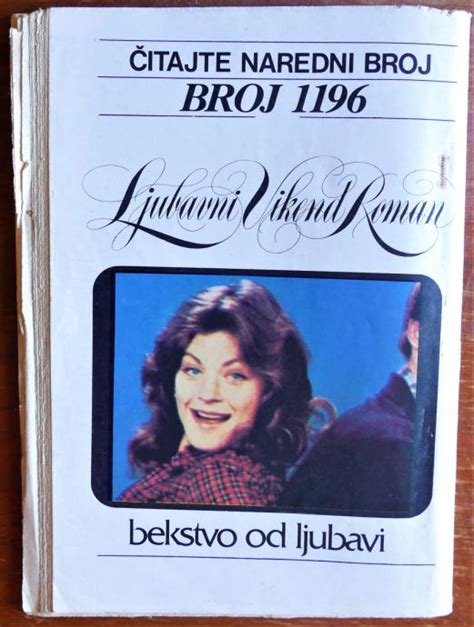 ČITAJTE NAREDNI BROJ
BROJ 1196
Ljubavni Vikend Roman
bekstvo od ljubavi